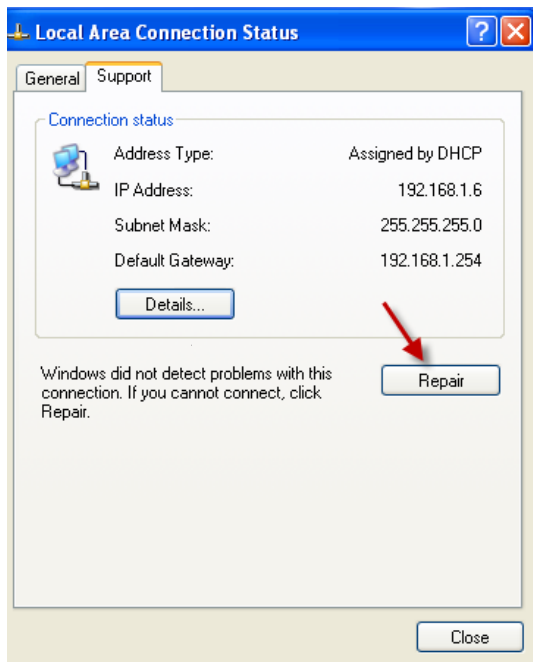 Local Area Connection Status
General Support
Connection status
Address Type: Assigned by DHCP
IP Address: 192.168.1.6
Subnet Mask: 255.255.255.0
Default Gateway: 192.168.1.254
Details...
Windows did not detect problems with this
connection. If you cannot connect, click
Repair.
Repair
Close